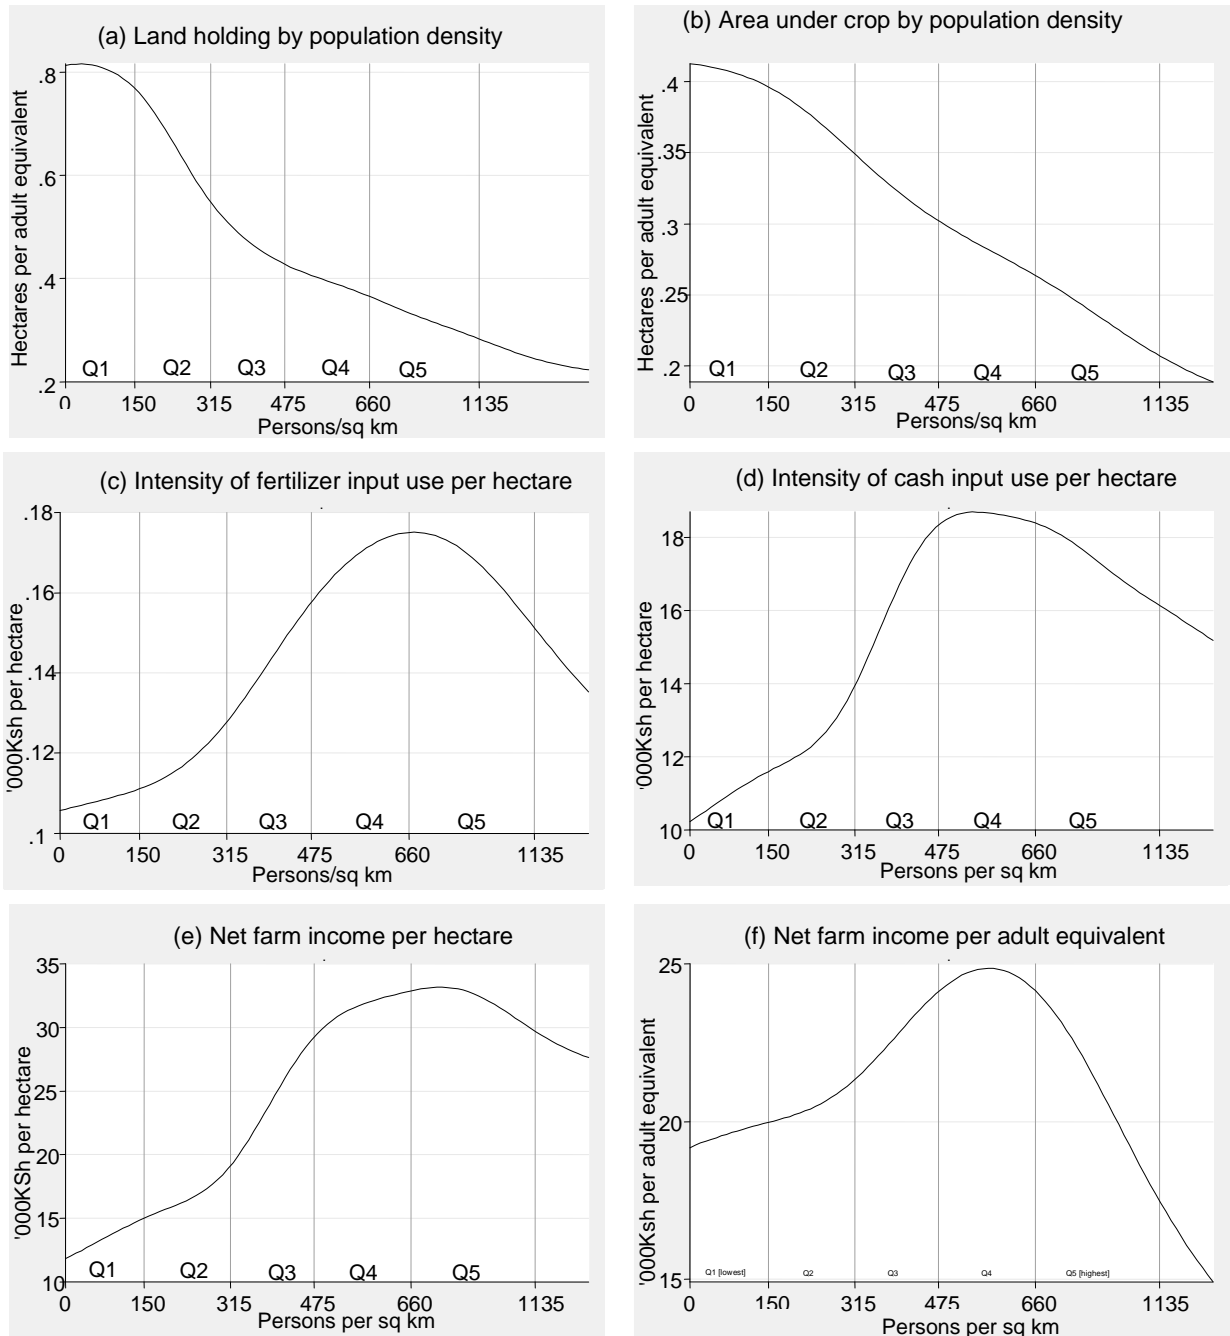 (a) Land holding by population density
Hectares per adult equivalent
.8
.6
.4
.2
Q1 Q2 Q3 Q4 Q5
0 150 315 475 660 1135
Persons/sq km
(b) Area under crop by population density
Hectares per adult equivalent
.4
.35
.3
.25
.2
Q1 Q2 Q3 Q4 Q5
0 150 315 475 660 1135
Persons/sq km
(c) Intensity of fertilizer input use per hectare
'000Ksh per hectare
.18
.16
.14
.12
.1
Q1 Q2 Q3 Q4 Q5
0 150 315 475 660 1135
Persons/sq km
(d) Intensity of cash input use per hectare
'000Ksh per hectare
18
16
14
12
10
Q1 Q2 Q3 Q4 Q5
0 150 315 475 660 1135
Persons per sq km
(e) Net farm income per hectare
'000KSh per hectare
35
30
25
20
15
10
Q1 Q2 Q3 Q4 Q5
0 150 315 475 660 1135
Persons per sq km
(f) Net farm income per adult equivalent
'000Ksh per adult equivalent
25
20
15
Q1 [lowest] Q2 Q3 Q4 Q5 [highest]
0 150 315 475 660 1135
Persons per sq km